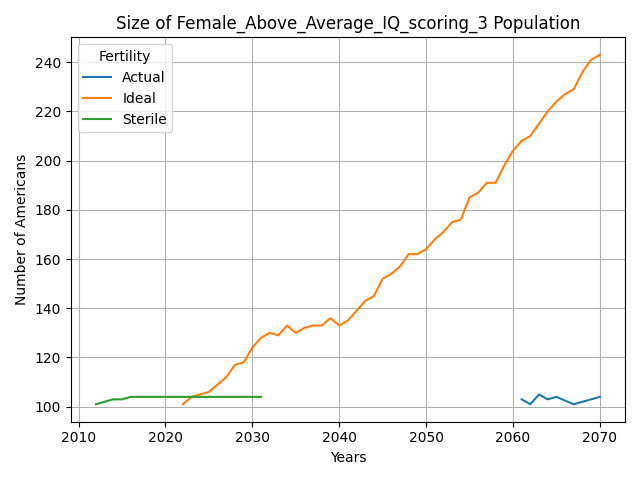 Size of Female_Above_Average_IQ_scoring_3 Population
Fertility
Actual
Ideal
Sterile
240
220
200
180
160
140
120
100
Number of Americans
2010
2020
2030
2040
2050
2060
2070
Years